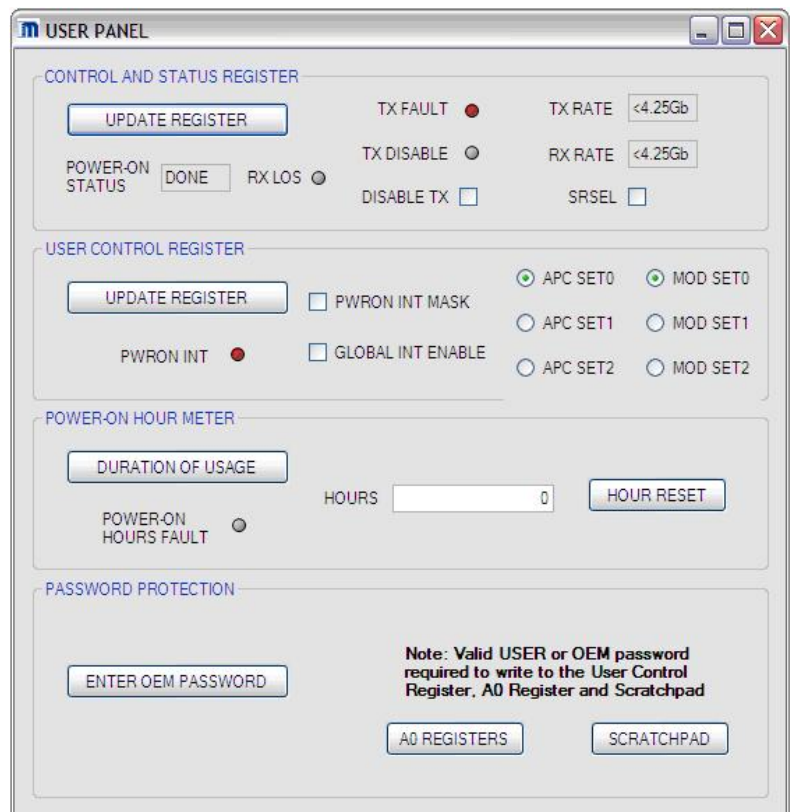 USER PANEL
CONTROL AND STATUS REGISTER
UPDATE REGISTER
TX FAULT
TX RATE <4.25Gb
POWER-ON
STATUS
DONE
RX LOS
TX DISABLE
RX RATE <4.25Gb
DISABLE TX
SRSEL
USER CONTROL REGISTER
UPDATE REGISTER
PWRON INT MASK
APC SET0
MOD SET0
APC SET1
MOD SET1
PWRON INT
GLOBAL INT ENABLE
APC SET2
MOD SET2
POWER-ON HOUR METER
DURATION OF USAGE
POWER-ON
HOURS FAULT
HOURS 0
HOUR RESET
PASSWORD PROTECTION
ENTER OEM PASSWORD
Note: Valid USER or OEM password
required to write to the User Control
Register, A0 Register and Scratchpad
A0 REGISTERS
SCRATCHPAD